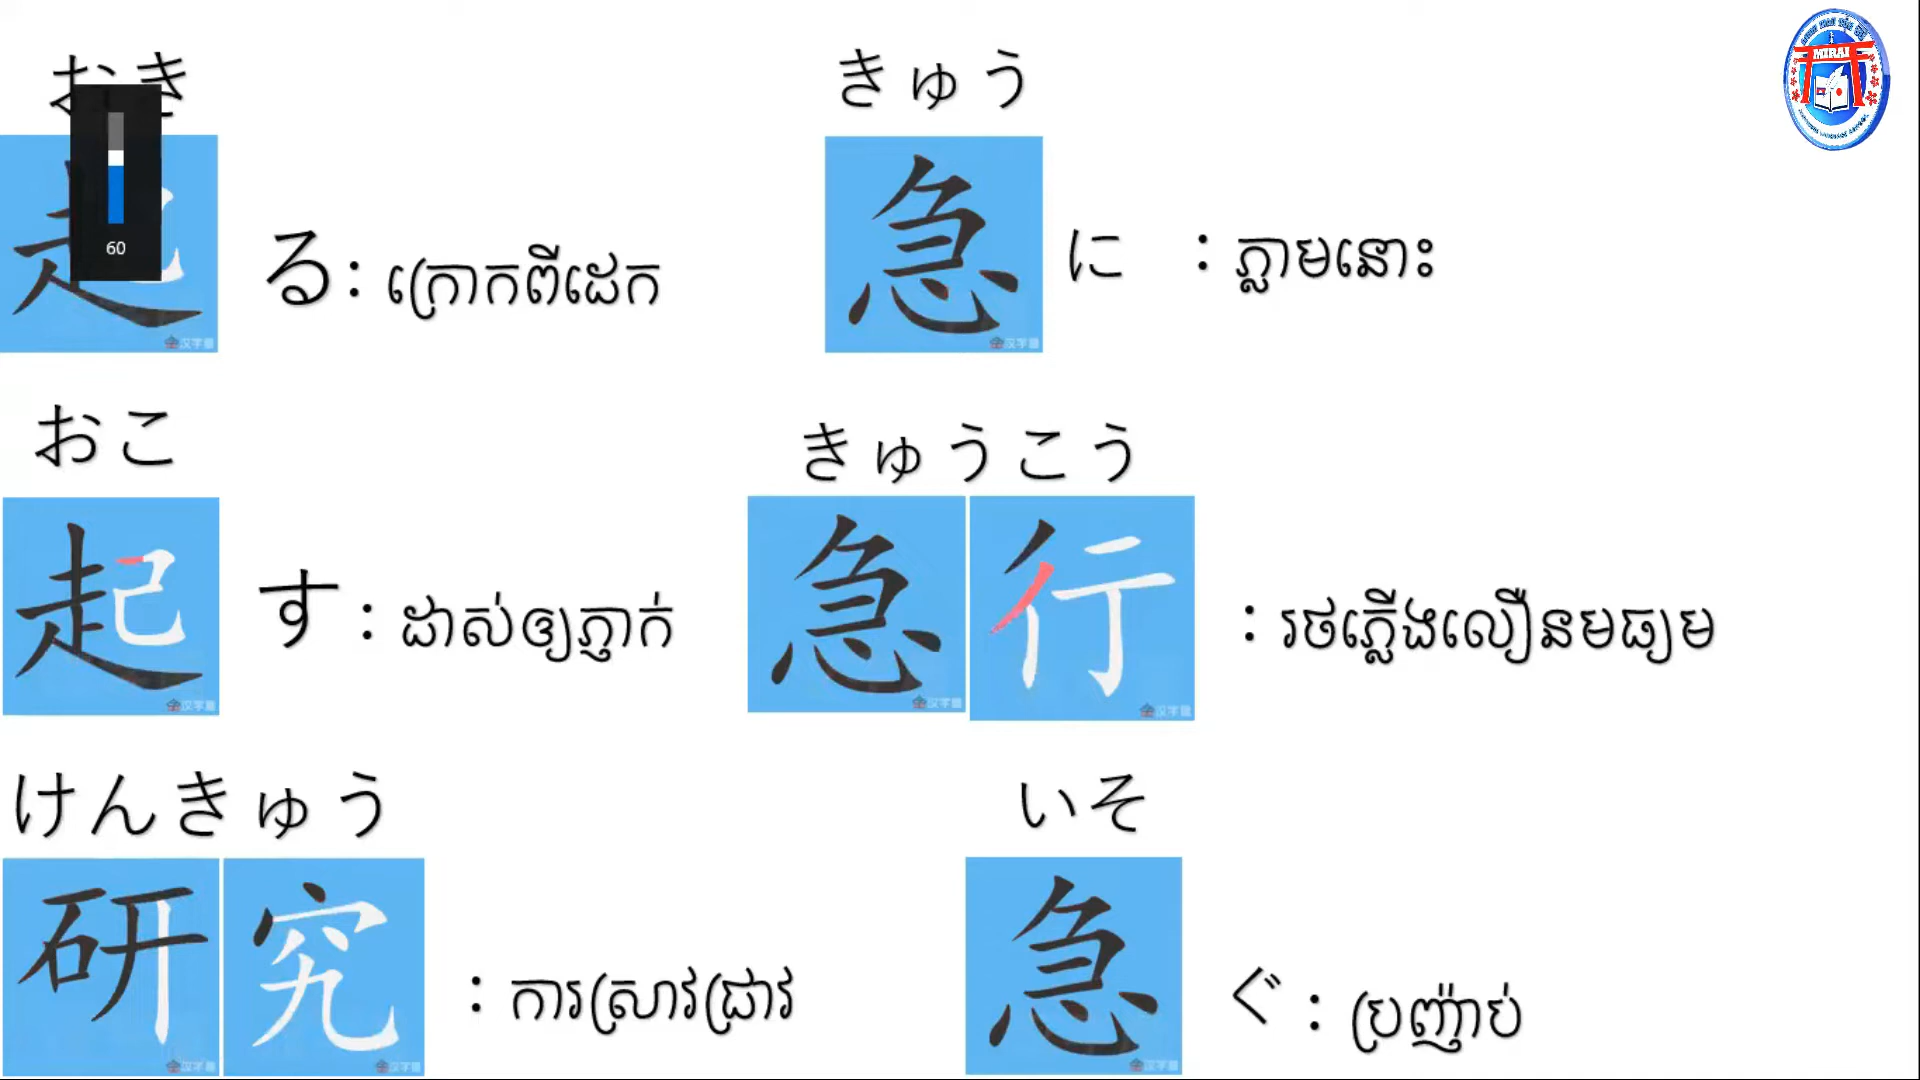 おき
起る: ក្រោកពីដេក
60
おこ
起す : ដាស់ឲ្យភ្ញាក់
けんきゅう
研究 : ការស្រាវជ្រាវ
きゅう
急に : ភ្លាមនោះ
きゅうこう
急行 : រថភ្លើងលឿនមធ្យម
いそ
急ぐ : ប្រញ៉ាប់
MIRAI